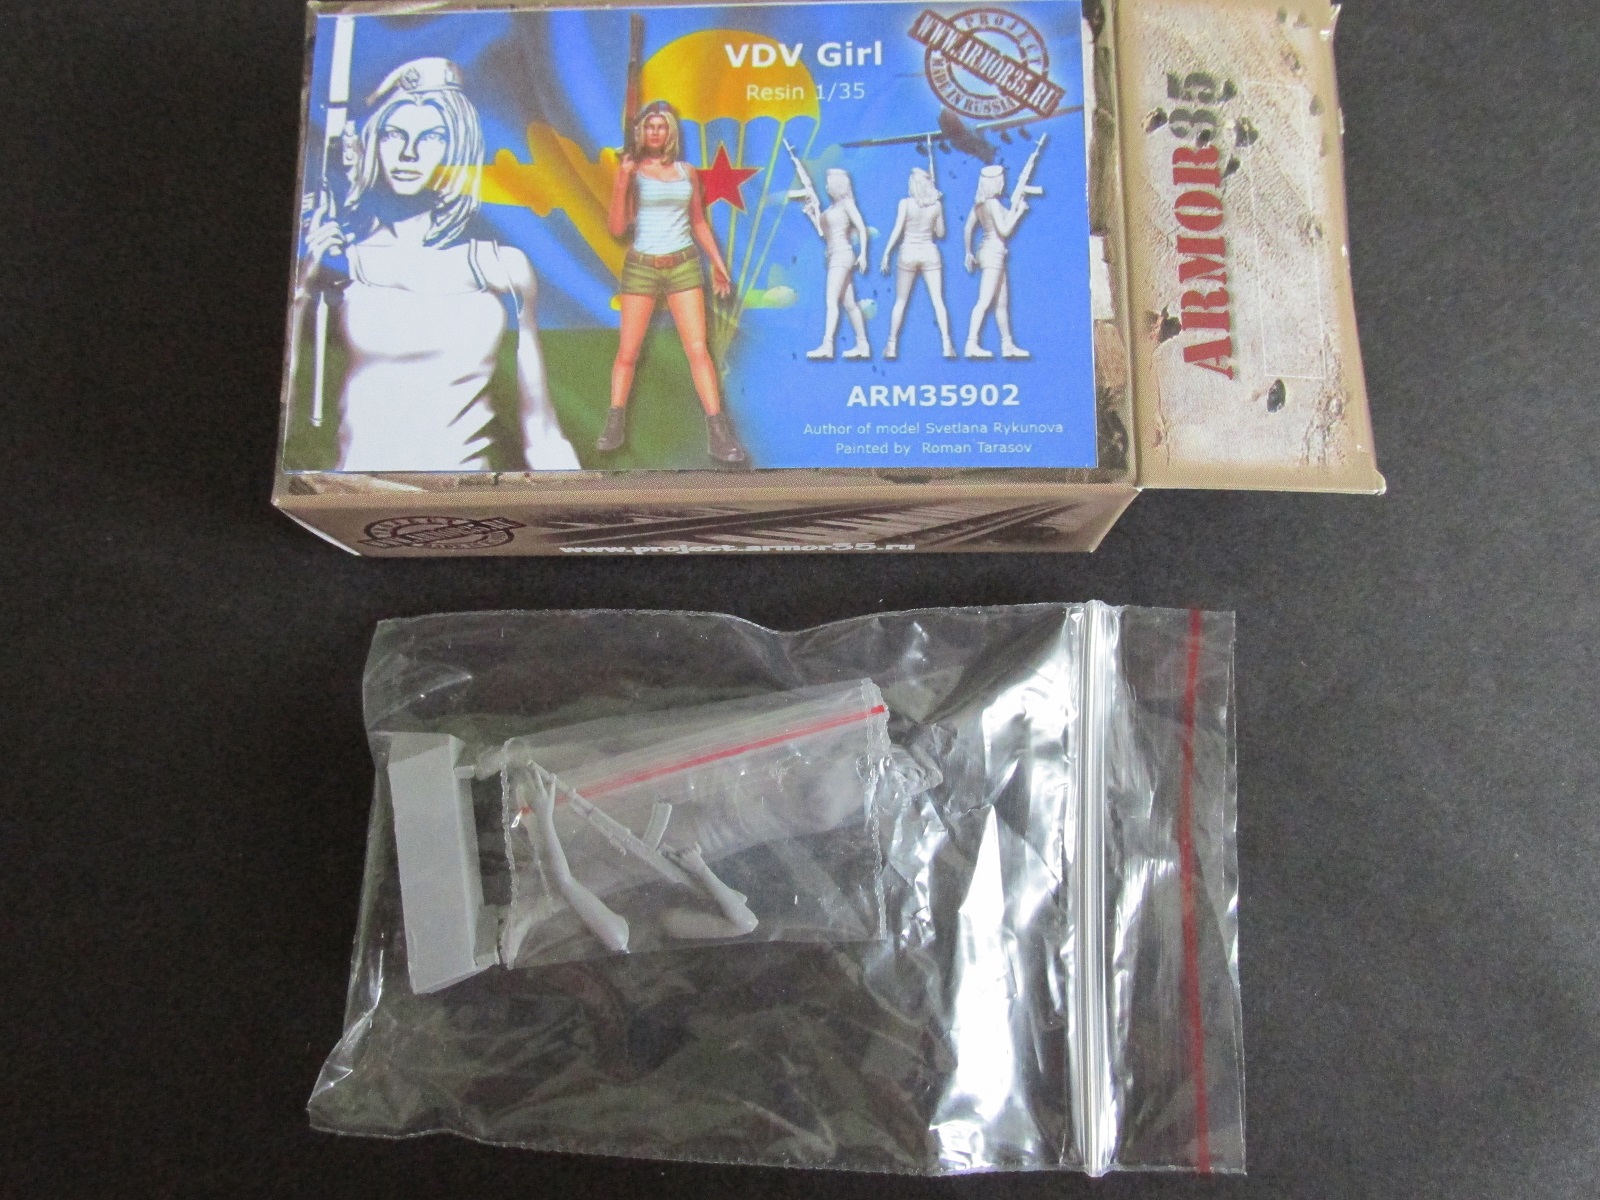 VDV Girl
Resin 1/35
PROJECT
WWW.ARMOR35.RU
MADE IN RUSSIA
ARM35902
Author of model Svetlana Rykunova
Painted by Roman Tarasov
ARMOR35
www.project.armor35.ru